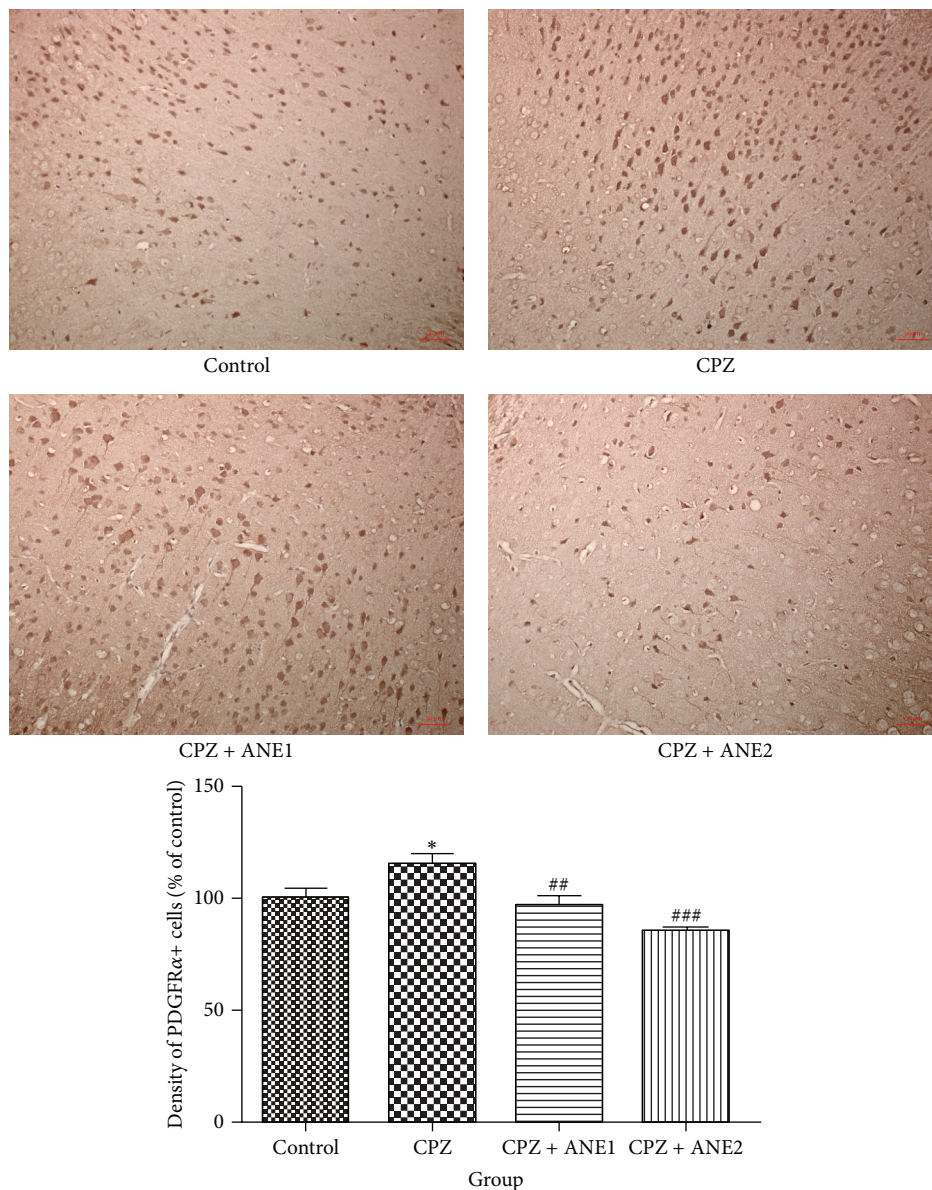 Control
CPZ
CPZ + ANE1
CPZ + ANE2
Density of PDGFRα+ cells (% of control)
150
100
50
0
*
##
###
Control
CPZ
CPZ + ANE1
CPZ + ANE2
Group